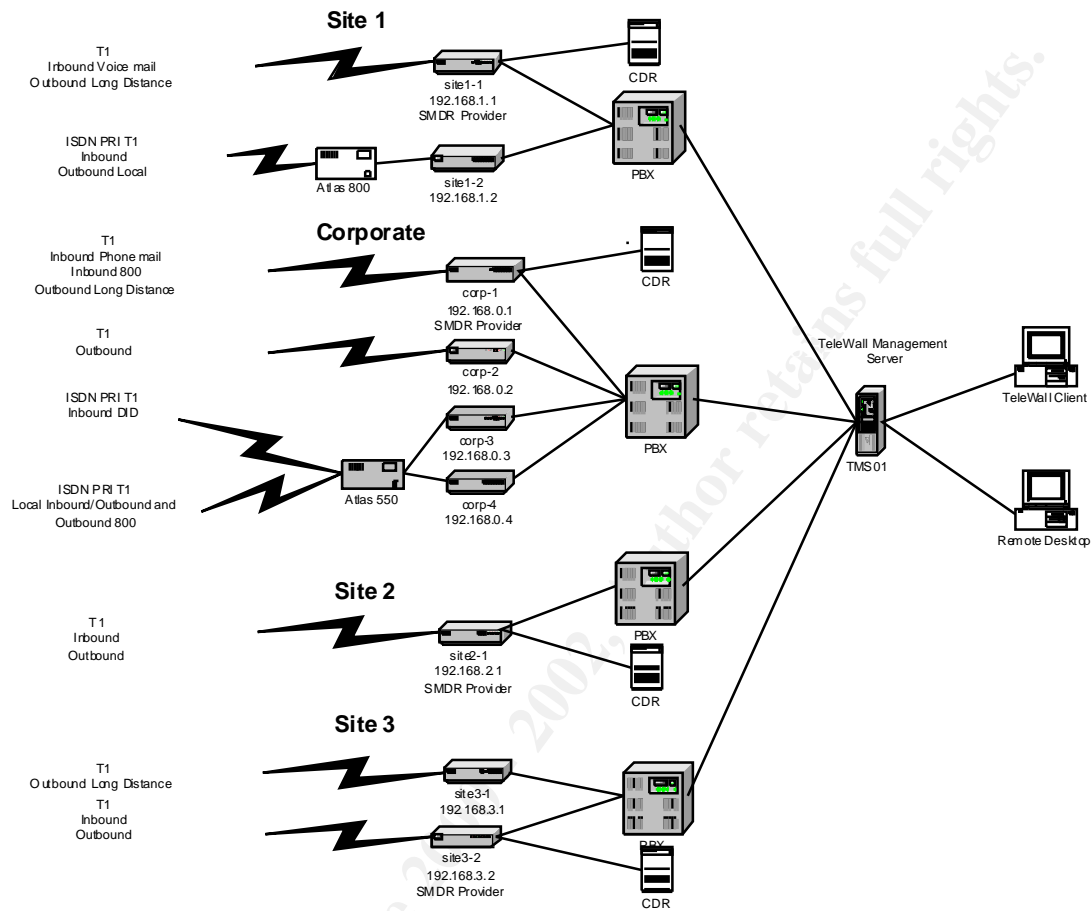 Site 1
T1
Inbound Voice mail
Outbound Long Distance
site1-1
192.168.1.1
SMDR Provider
CDR
ISDN PRI T1
Inbound
Outbound Local
Atlas 800
site1-2
192.168.1.2
PBX
Corporate
T1
Inbound Phone mail
Inbound 800
Outbound Long Distance
corp-1
192.168.0.1
SMDR Provider
CDR
T1
Outbound
corp-2
192.168.0.2
ISDN PRI T1
Inbound DID
corp-3
192.168.0.3
PBX
ISDN PRI T1
Local Inbound/Outbound and
Outbound 800
Atlas 550
corp-4
192.168.0.4
TeleWall Management
Server
TMS01
TeleWall Client
Remote Desktop
Site 2
T1
Inbound
Outbound
site2-1
192.168.2.1
SMDR Provider
PBX
CDR
Site 3
T1
Outbound Long Distance
site3-1
192.168.3.1
T1
Inbound
Outbound
site3-2
192.168.3.2
SMDR Provider
PBX
CDR
2002,
author retains full rights.